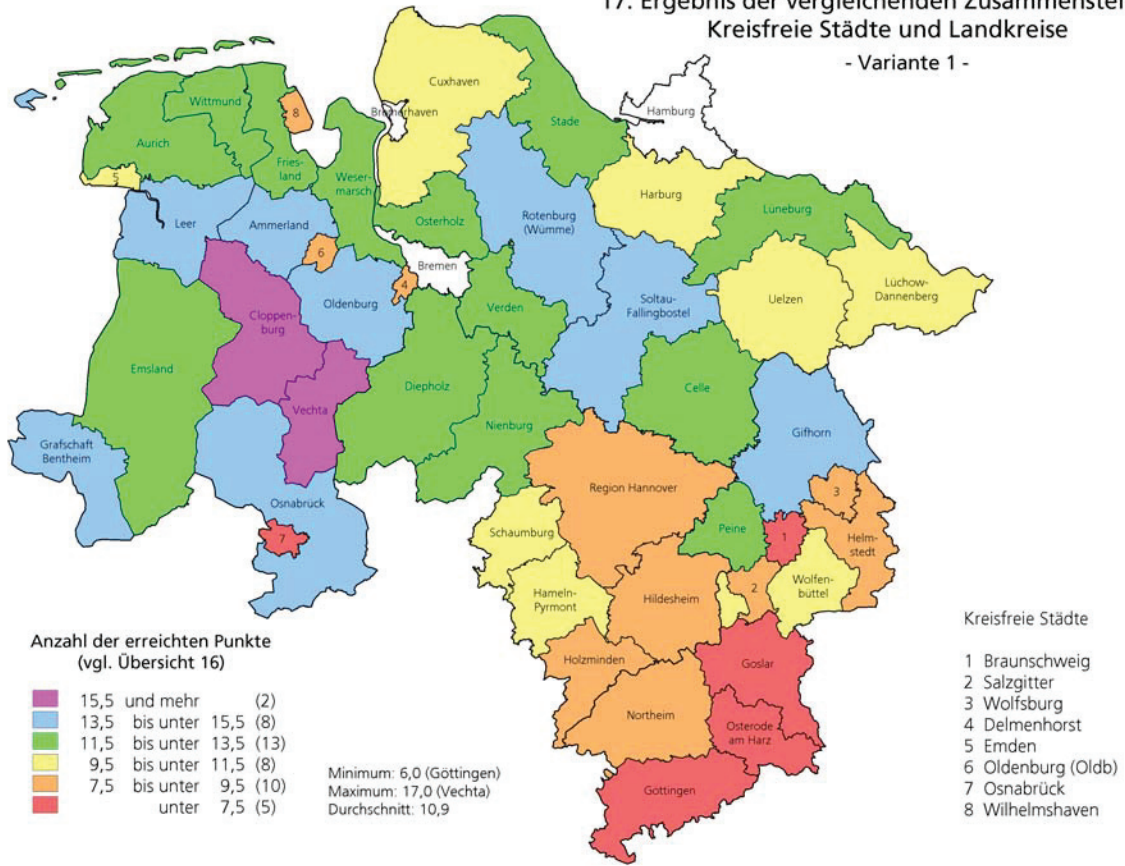 17. Ergebnis der vergleichenden Zusammenstel
Kreisfreie Städte und Landkreise
- Variante 1 -
Cuxhaven
Bremerhaven
Hamburg
Stade
Wittmund
8
Aurich
Fries-
land
Weser-
marsch
5
Harburg
Leer
Ammerland
Osterholz
Rotenburg
(Wümme)
Lüneburg
6
Bremen
4
Oldenburg
Verden
Soltau-
Fallingbostel
Uelzen
Lüchow-
Dannenberg
Cloppen-
burg
Emsland
Diepholz
Celle
Vechta
Nienburg
Gifhorn
Grafschaft
Bentheim
Osnabrück
7
Region Hannover
3
Schaumburg
Peine
1
Helm-
stedt
Hameln-
Pyrmont
Hildesheim
2
Wolfen-
büttel
Holzminden
Goslar
Northeim
Osterode
am Harz
Göttingen
Anzahl der erreichten Punkte
(vgl. Übersicht 16)
15,5 und mehr (2)
13,5 bis unter 15,5 (8)
11,5 bis unter 13,5 (13)
9,5 bis unter 11,5 (8)
7,5 bis unter 9,5 (10)
unter 7,5 (5)
Minimum: 6,0 (Göttingen)
Maximum: 17,0 (Vechta)
Durchschnitt: 10,9
Kreisfreie Städte
1 Braunschweig
2 Salzgitter
3 Wolfsburg
4 Delmenhorst
5 Emden
6 Oldenburg (Oldb)
7 Osnabrück
8 Wilhelmshaven